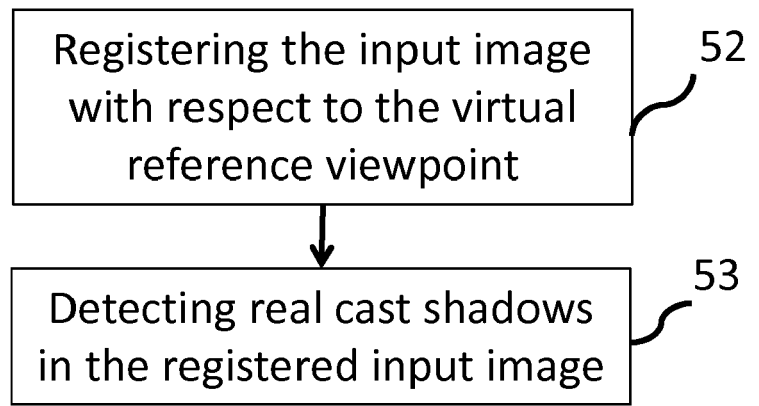 Registering the input image
with respect to the virtual
reference viewpoint
52
Detecting real cast shadows
in the registered input image
53